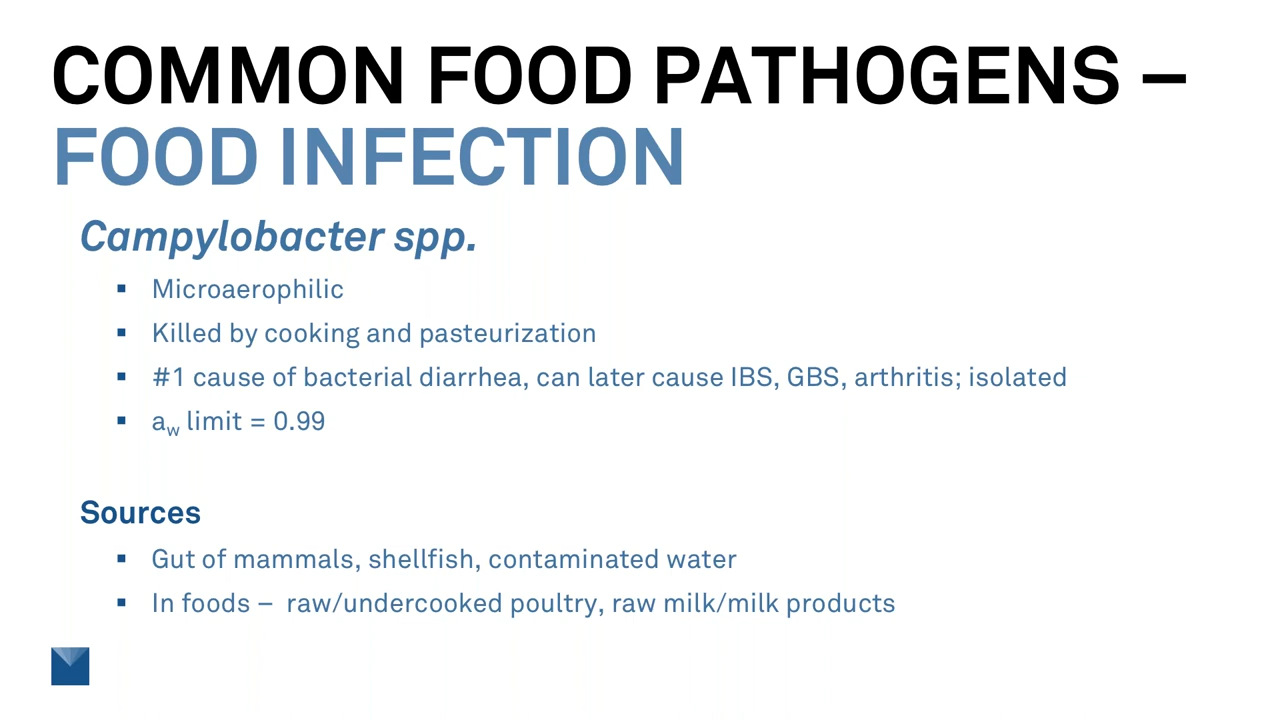 COMMON FOOD PATHOGENS –
FOOD INFECTION
Campylobacter spp.
▪ Microaerophilic
▪ Killed by cooking and pasteurization
▪ #1 cause of bacterial diarrhea, can later cause IBS, GBS, arthritis; isolated
▪ aw limit = 0.99
Sources
▪ Gut of mammals, shellfish, contaminated water
▪ In foods – raw/undercooked poultry, raw milk/milk products